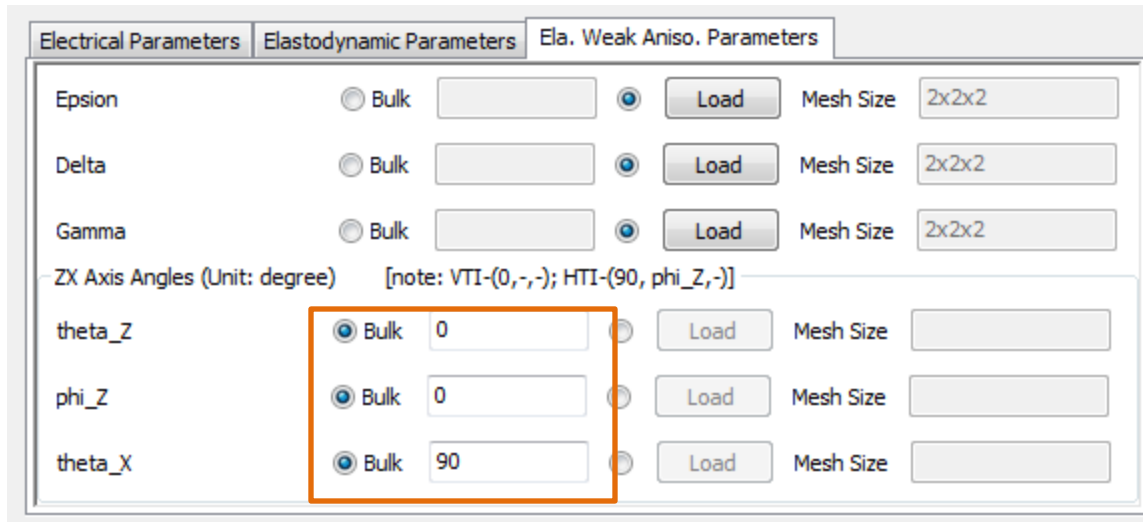 Electrical Parameters Elastodynamic Parameters Ela. Weak Aniso. Parameters
Epsion Bulk Load Mesh Size 2x2x2
Delta Bulk Load Mesh Size 2x2x2
Gamma Bulk Load Mesh Size 2x2x2
ZX Axis Angles (Unit: degree) [note: VTI-(0,-,-); HTI-(90, phi_Z,-)]
theta_Z Bulk 0 Load Mesh Size
phi_Z Bulk 0 Load Mesh Size
theta_X Bulk 90 Load Mesh Size